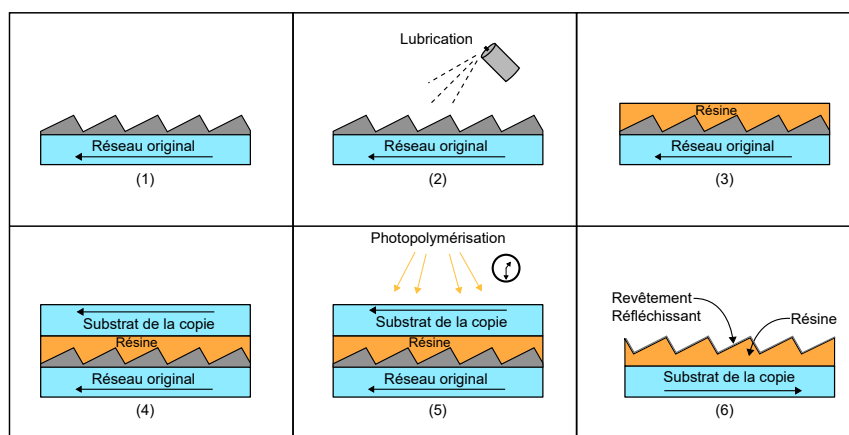 Réseau original
(1)
Lubrication
Réseau original
(2)
Résine
Réseau original
(3)
Substrat de la copie
Résine
Réseau original
(4)
Photopolymérisation
Substrat de la copie
Résine
Réseau original
(5)
Revêtement
Réfléchissant
Résine
Substrat de la copie
(6)